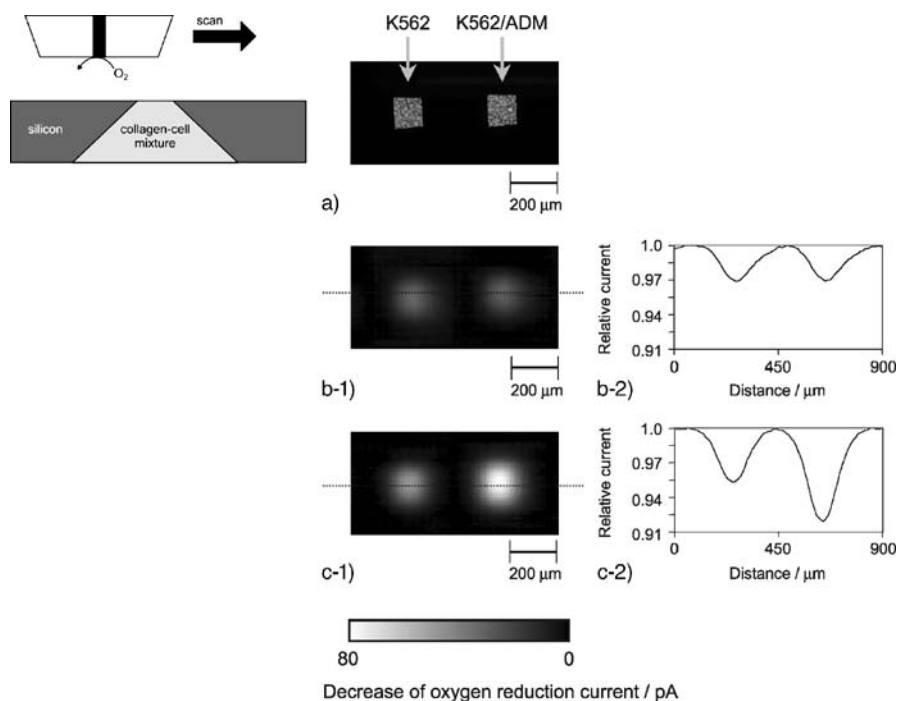 scan
O2
silicon
collagen-cell
mixture
K562 K562/ADM
a)
200 µm
b-1)
200 µm
Relative current
1.0
0.97
0.94
0.91
0 450 900
Distance / µm
b-2)
c-1)
200 µm
Relative current
1.0
0.97
0.94
0.91
0 450 900
Distance / µm
c-2)
80 0
Decrease of oxygen reduction current / pA